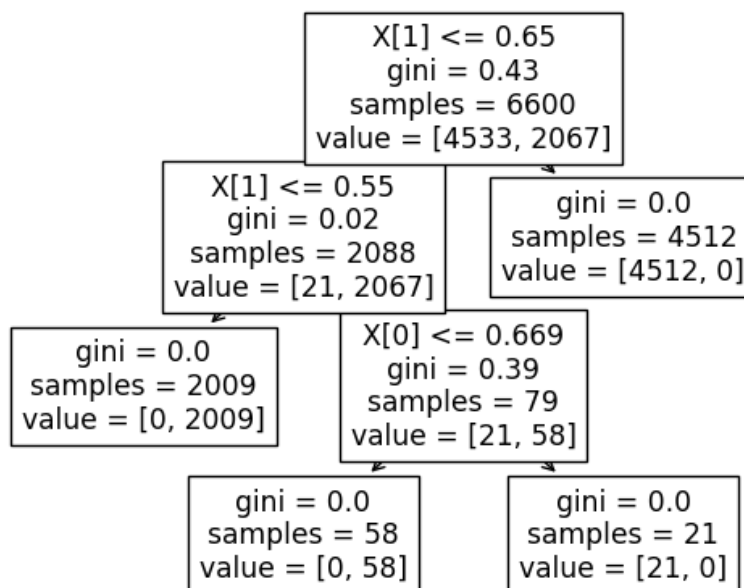 X[1] <= 0.65
gini = 0.43
samples = 6600
value = [4533, 2067]
X[1] <= 0.55
gini = 0.02
samples = 2088
value = [21, 2067]
gini = 0.0
samples = 4512
value = [4512, 0]
gini = 0.0
samples = 2009
value = [0, 2009]
X[0] <= 0.669
gini = 0.39
samples = 79
value = [21, 58]
gini = 0.0
samples = 58
value = [0, 58]
gini = 0.0
samples = 21
value = [21, 0]